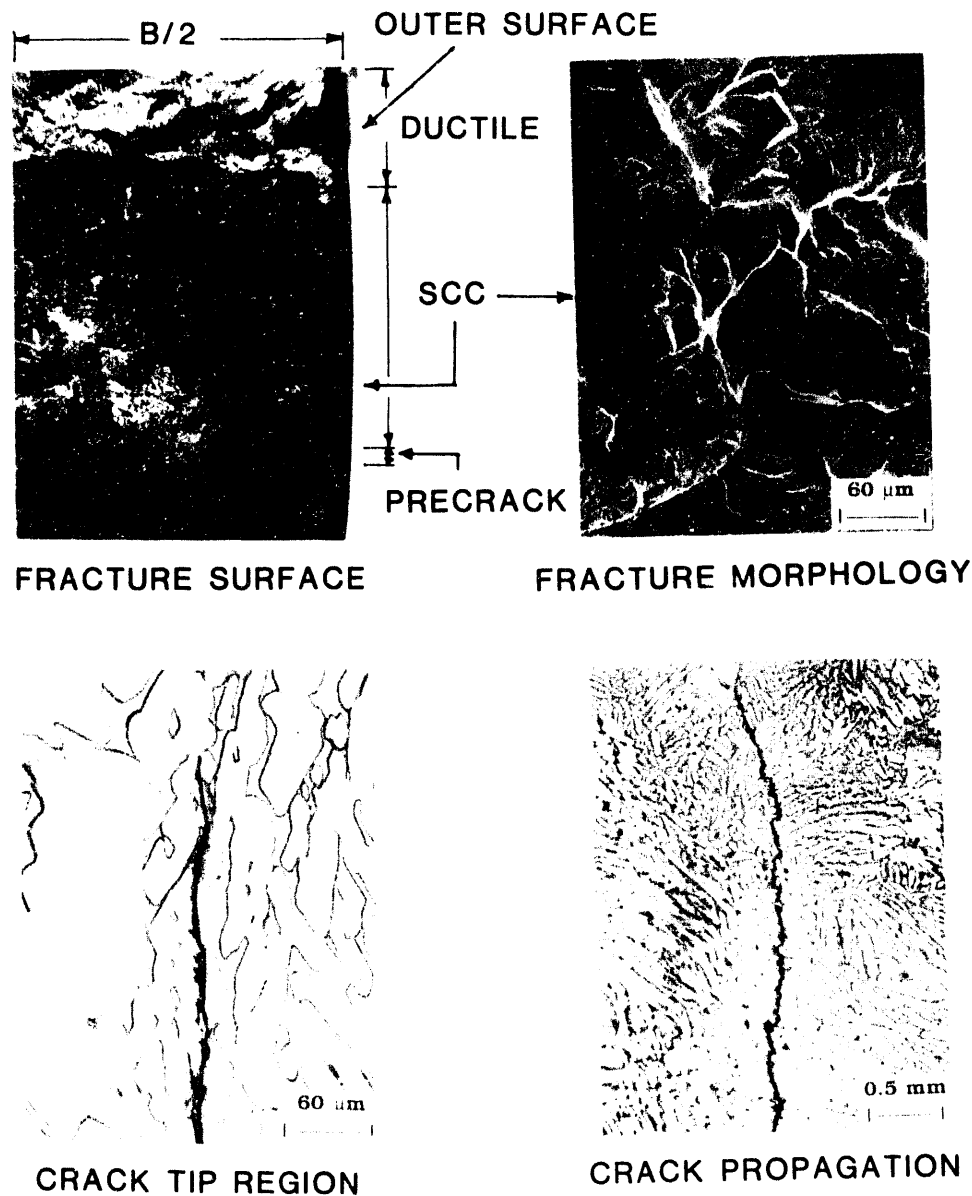 B/2
OUTER SURFACE
DUCTILE
SCC
PRECRACK
60 µm
FRACTURE SURFACE
FRACTURE MORPHOLOGY
60 µm
0.5 mm
CRACK TIP REGION
CRACK PROPAGATION